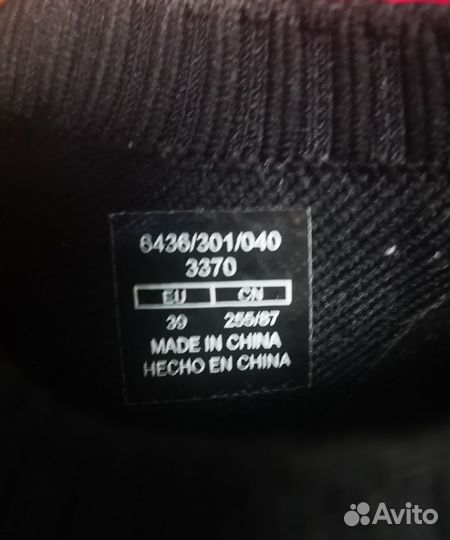 6436/301/040
3370
EU CN
39 255/87
MADE IN CHINA
HECHO EN CHINA
Avito